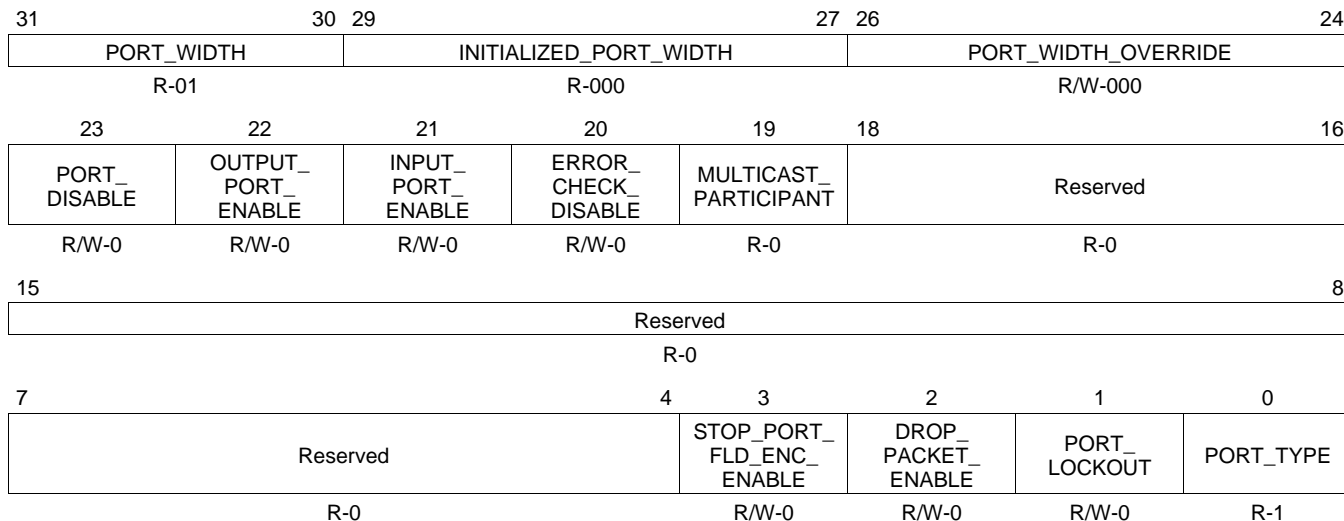 31 30 29 27 26 24
PORT_WIDTH INITIALIZED_PORT_WIDTH PORT_WIDTH_OVERRIDE
R-01 R-000 R/W-000
23 22 21 20 19 18 16
PORT_
DISABLE
OUTPUT_
PORT_
ENABLE
INPUT_
PORT_
ENABLE
ERROR_
CHECK_
DISABLE
MULTICAST_
PARTICIPANT
Reserved
R/W-0 R/W-0 R/W-0 R/W-0 R-0 R-0
15 8
Reserved
R-0
7 4 3 2 1 0
Reserved
STOP_PORT_
FLD_ENC_
ENABLE
DROP_
PACKET_
ENABLE
PORT_
LOCKOUT
PORT_TYPE
R-0 R/W-0 R/W-0 R/W-0 R-1